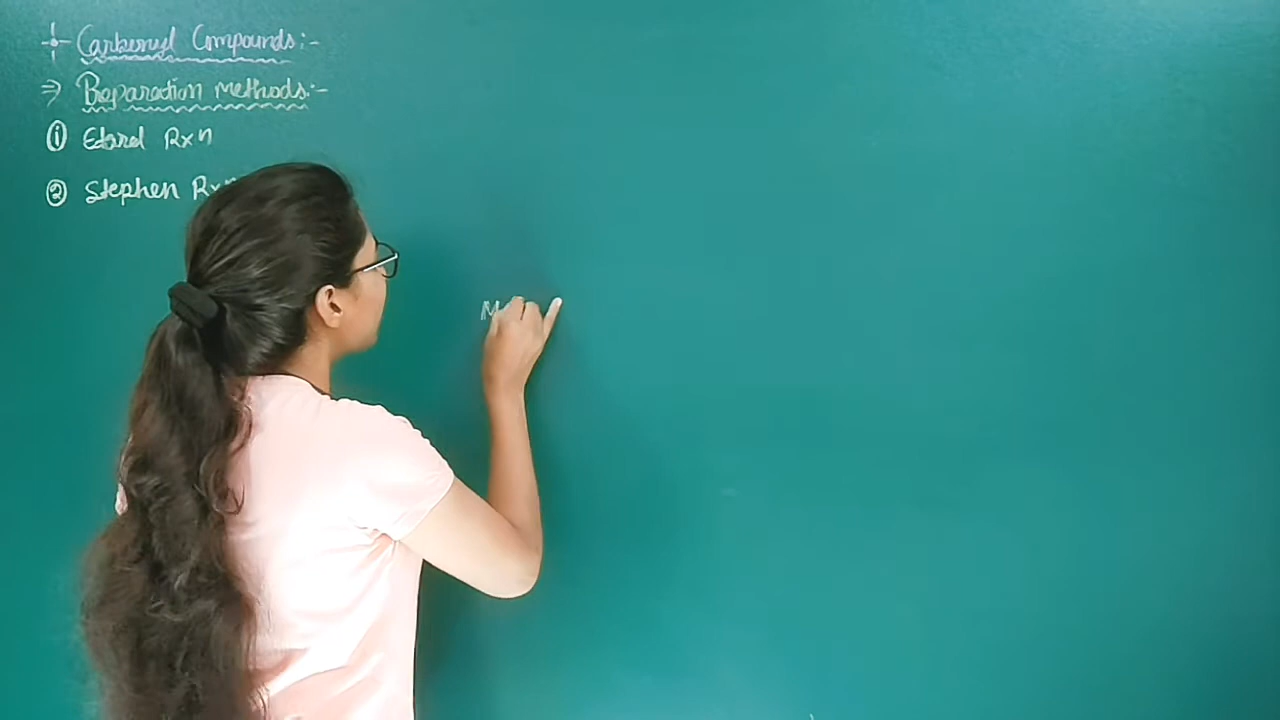 Carbonyl Compounds:-
⇒ Preparation Methods:-
① Etard Rxn
② Stephen Rxn
M